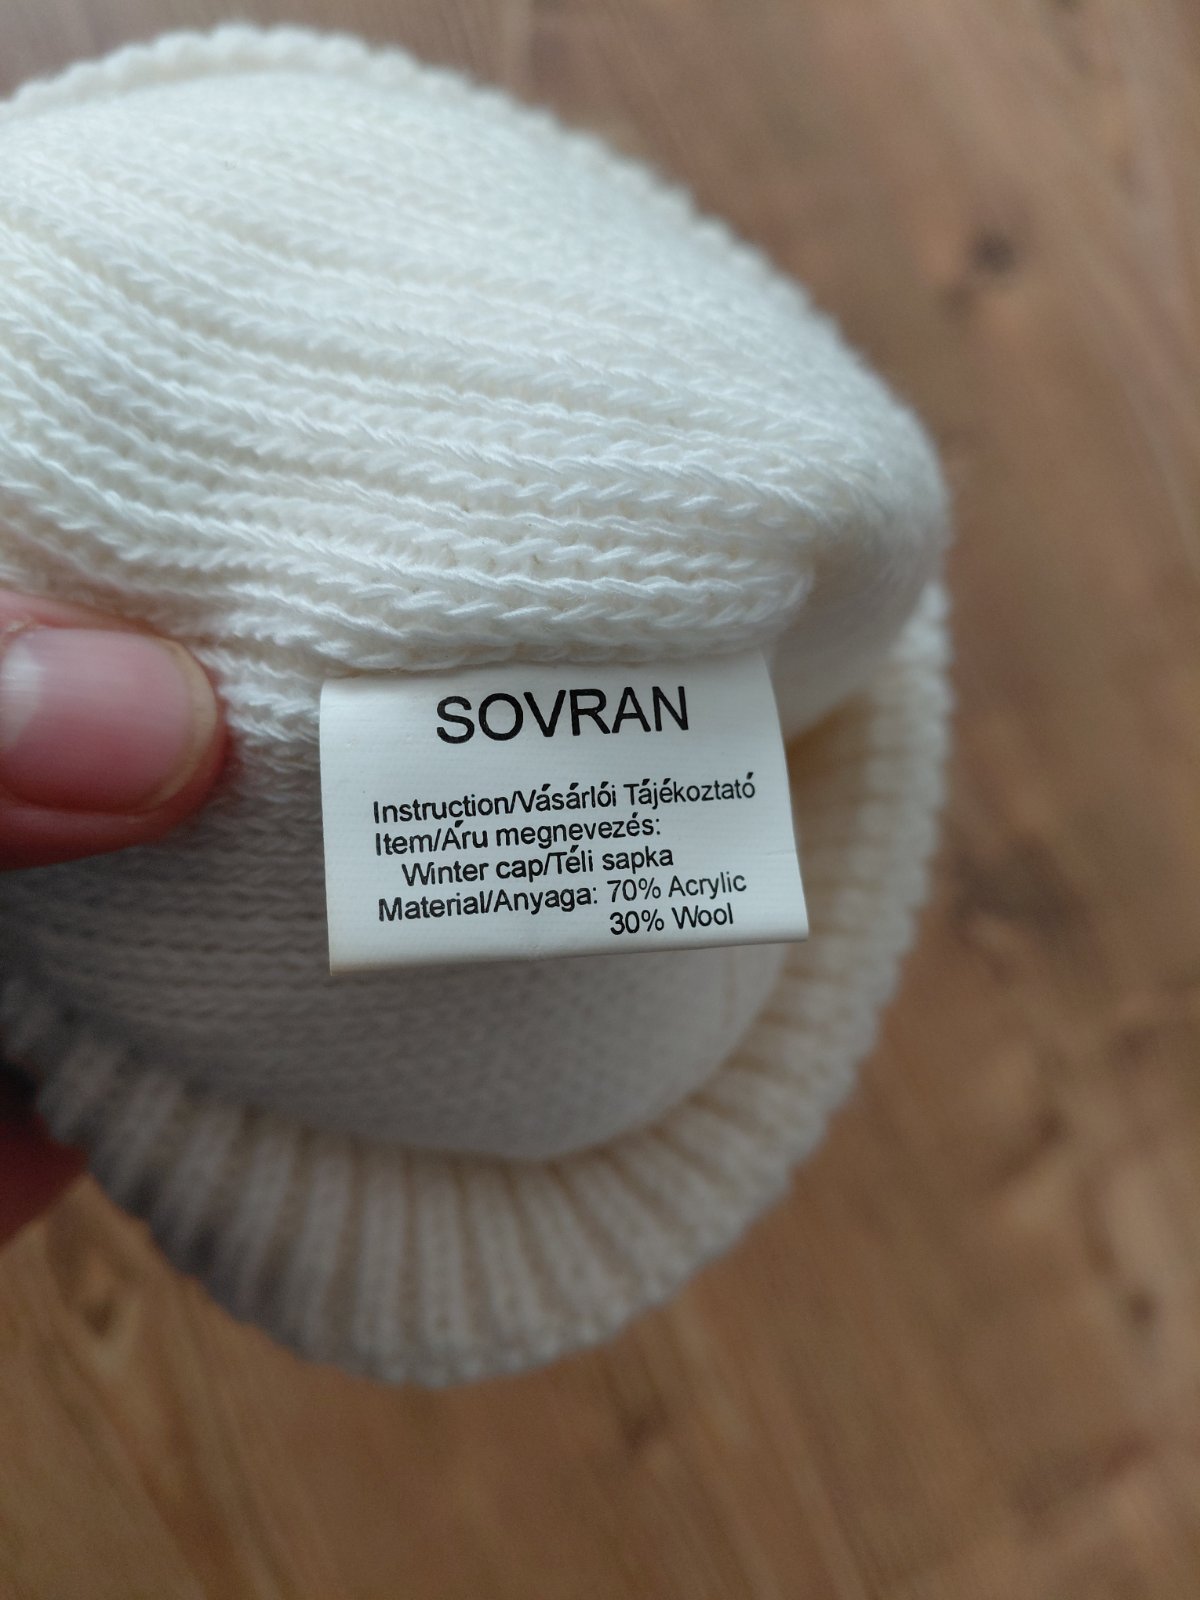 SOVRAN
Instruction/Vásárlói Tájékoztató
Item/Áru megnevezés:
Winter cap/Téli sapka
Material/Anyaga: 70% Acrylic
30% Wool